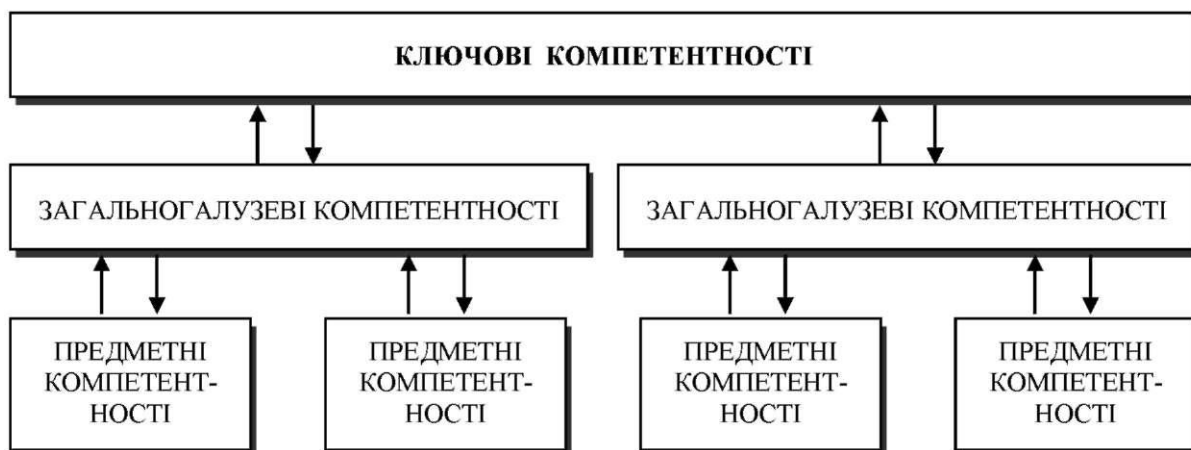 КЛЮЧОВІ КОМПЕТЕНТНОСТІ
ЗАГАЛЬНОГАЛУЗЕВІ КОМПЕТЕНТНОСТІ
ЗАГАЛЬНОГАЛУЗЕВІ КОМПЕТЕНТНОСТІ
ПРЕДМЕТНІ
КОМПЕТЕНТ-
НОСТІ
ПРЕДМЕТНІ
КОМПЕТЕНТ-
НОСТІ
ПРЕДМЕТНІ
КОМПЕТЕНТ-
НОСТІ
ПРЕДМЕТНІ
КОМПЕТЕНТ-
НОСТІ